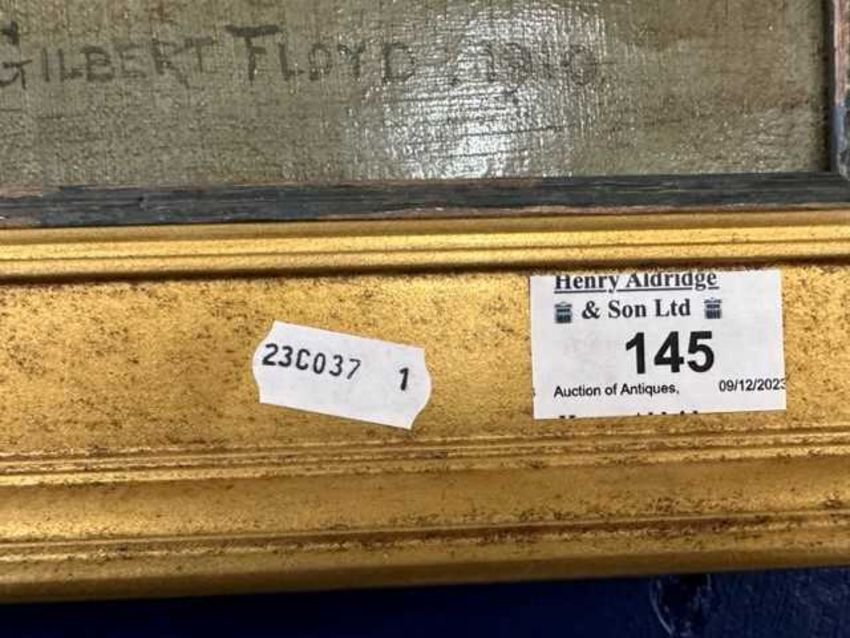 GILBERT FLOYD. 1910
Henry Aldridge
& Son Ltd
145
Auction of Antiques, 09/12/2023
23C037 1